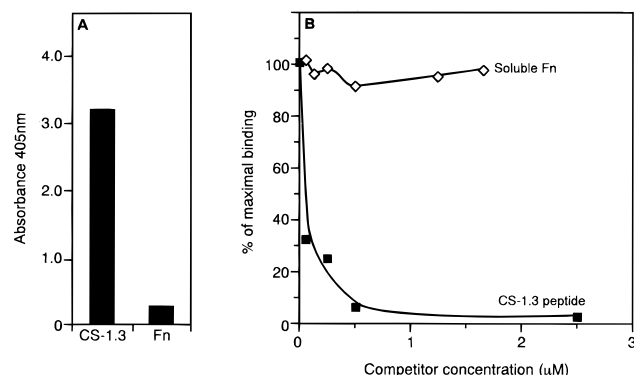 A
Absorbance 405nm
4.0
3.0
2.0
1.0
0
CS-1.3 Fn
B
% of maximal binding
100
80
60
40
20
0
Soluble Fn
CS-1.3 peptide
0 1 2 3
Competitor concentration (μM)